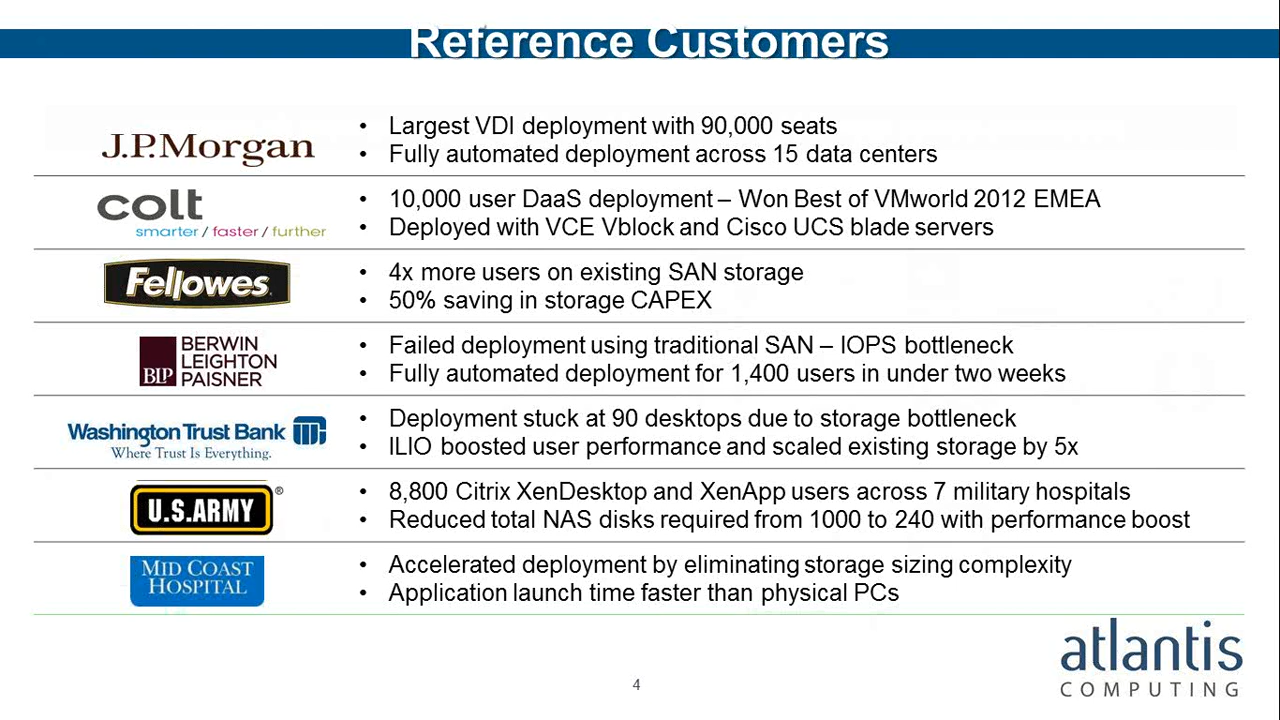 Reference Customers
J.P.Morgan
• Largest VDI deployment with 90,000 seats
• Fully automated deployment across 15 data centers
colt
smarter / faster / further
• 10,000 user DaaS deployment – Won Best of VMworld 2012 EMEA
• Deployed with VCE Vblock and Cisco UCS blade servers
Fellowes
• 4x more users on existing SAN storage
• 50% saving in storage CAPEX
BLP
BERWIN
LEIGHTON
PAISNER
• Failed deployment using traditional SAN – IOPS bottleneck
• Fully automated deployment for 1,400 users in under two weeks
Washington Trust Bank
Where Trust Is Everything.
• Deployment stuck at 90 desktops due to storage bottleneck
• ILIO boosted user performance and scaled existing storage by 5x
U.S.ARMY ®
• 8,800 Citrix XenDesktop and XenApp users across 7 military hospitals
• Reduced total NAS disks required from 1000 to 240 with performance boost
MID COAST
HOSPITAL
• Accelerated deployment by eliminating storage sizing complexity
• Application launch time faster than physical PCs
atlantis
COMPUTING
4